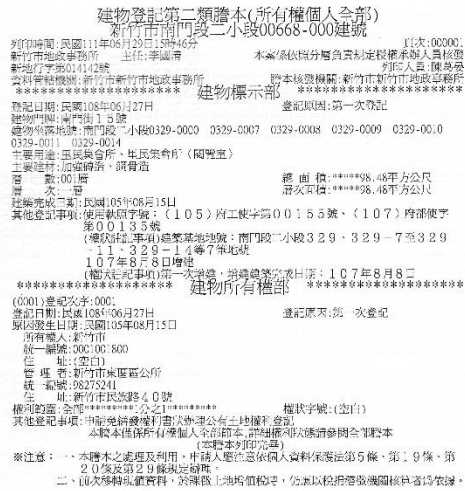 建物登記第二類謄本(所有權個人全部)
新竹市南門段二小段00668-000建號
列印時間:民國111年06月29日15時46分 頁次:00000
新竹市地政事務所 主任:李國清 本案係依照分層負責規定授權承辦人員核發
新地行字第014142號 列印人員:陳
資料管轄機關:新竹市新竹市地政事務所 謄本核發機關:新竹市新竹市地政事務所
******************** 建物標示部 ********************
登記日期:民國108年06月27日 登記原因:第一次登記
建物門牌:南門街15號
建物坐落地號:南門段二小段0329-0000 0329-0007 0329-0008 0329-0009 0329-0010
0329-0011 0329-0014
主要用途:里民集會所、里民集會所(閱覽室)
主要建材:加強磚造、鋼骨造
層 數:001層 總面積:*****98.48平方公尺
層 次:一層 層次面積:*****98.48平方公尺
建築完成日期:民國105年08月15日
其他登記事項:使用執照字號:(105)府工使字第00155號、(107)府都使字
第00135號
(權狀註記事項)建築基地地號:南門段二小段329、329-7至329
-11、329-14等7筆地號
107年8月8日增建
(權狀註記事項)第一次增建,增建建築完成日期:107年8月8日
******************** 建物所有權部 ********************
(0001)登記次序:0001
登記日期:民國108年06月27日 登記原因:第一次登記
原因發生日期:民國105年08月15日
所有權人:新竹市
統一編號:0001001800
住 址:(空白)
管 理 者:新竹市東區區公所
統一編號:98275241
住 址:新竹市民族路40號
權利範圍:全部*********1分之1********* 權狀字號:(空白)
其他登記事項:申請免繕發權利書狀辦理公有土地權利登記
本謄本僅係所有權個人全部節本,詳細權利狀態請參閱全部謄本
(本謄本列印完畢)
※注意:一、本謄本之處理及利用,申請人應注意依個人資料保護法第5條、第19條、第
20條及第29條規定辦理。
二、前次移轉現值資料,於課徵土地增值稅時,仍應以稅捐稽徵機關核算者為依據。